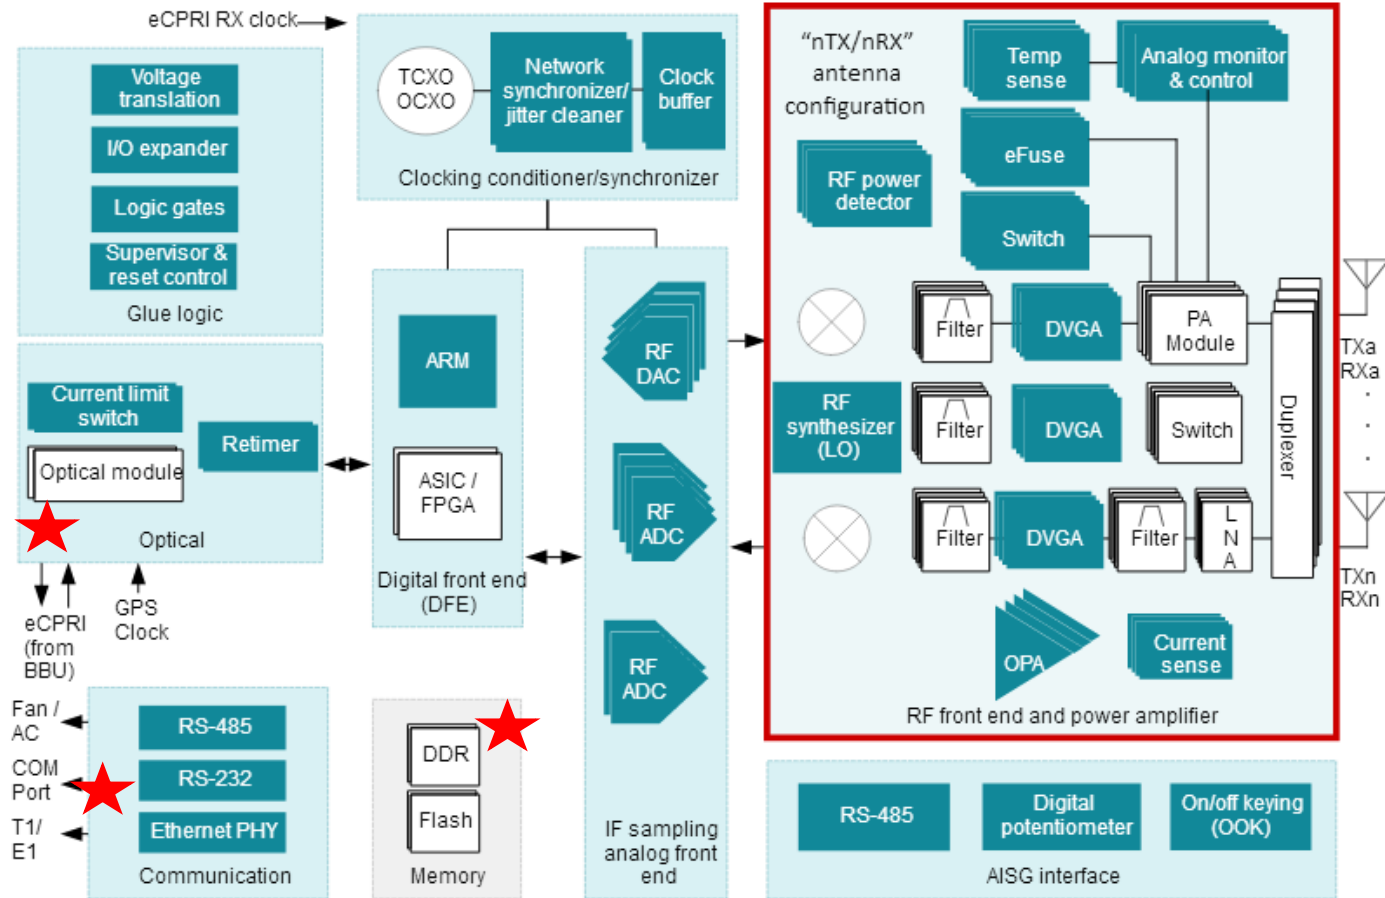 eCPRI RX clock
Voltage
translation
I/O expander
Logic gates
Supervisor &
reset control
Glue logic
TCXO
OCXO
Network
synchronizer/
jitter cleaner
Clock
buffer
Clocking conditioner/synchronizer
"nTX/nRX"
antenna
configuration
Temp
sense
Analog monitor
& control
eFuse
RF power
detector
Switch
Filter
DVGA
PA
Module
RF
synthesizer
(LO)
Filter
DVGA
Switch
Filter
DVGA
Filter
L
N
A
Duplexer
OPA
Current
sense
RF front end and power amplifier
TXa
RXa
TXn
RXn
Current limit
switch
Retimer
Optical module
Optical
eCPRI
(from
BBU)
GPS
Clock
ARM
ASIC /
FPGA
Digital front end
(DFE)
RF
DAC
RF
ADC
RF
ADC
IF sampling
analog front
end
Fan /
AC
COM
Port
T1/
E1
RS-485
RS-232
Ethernet PHY
Communication
DDR
Flash
Memory
RS-485
Digital
potentiometer
On/off keying
(OOK)
AISG interface